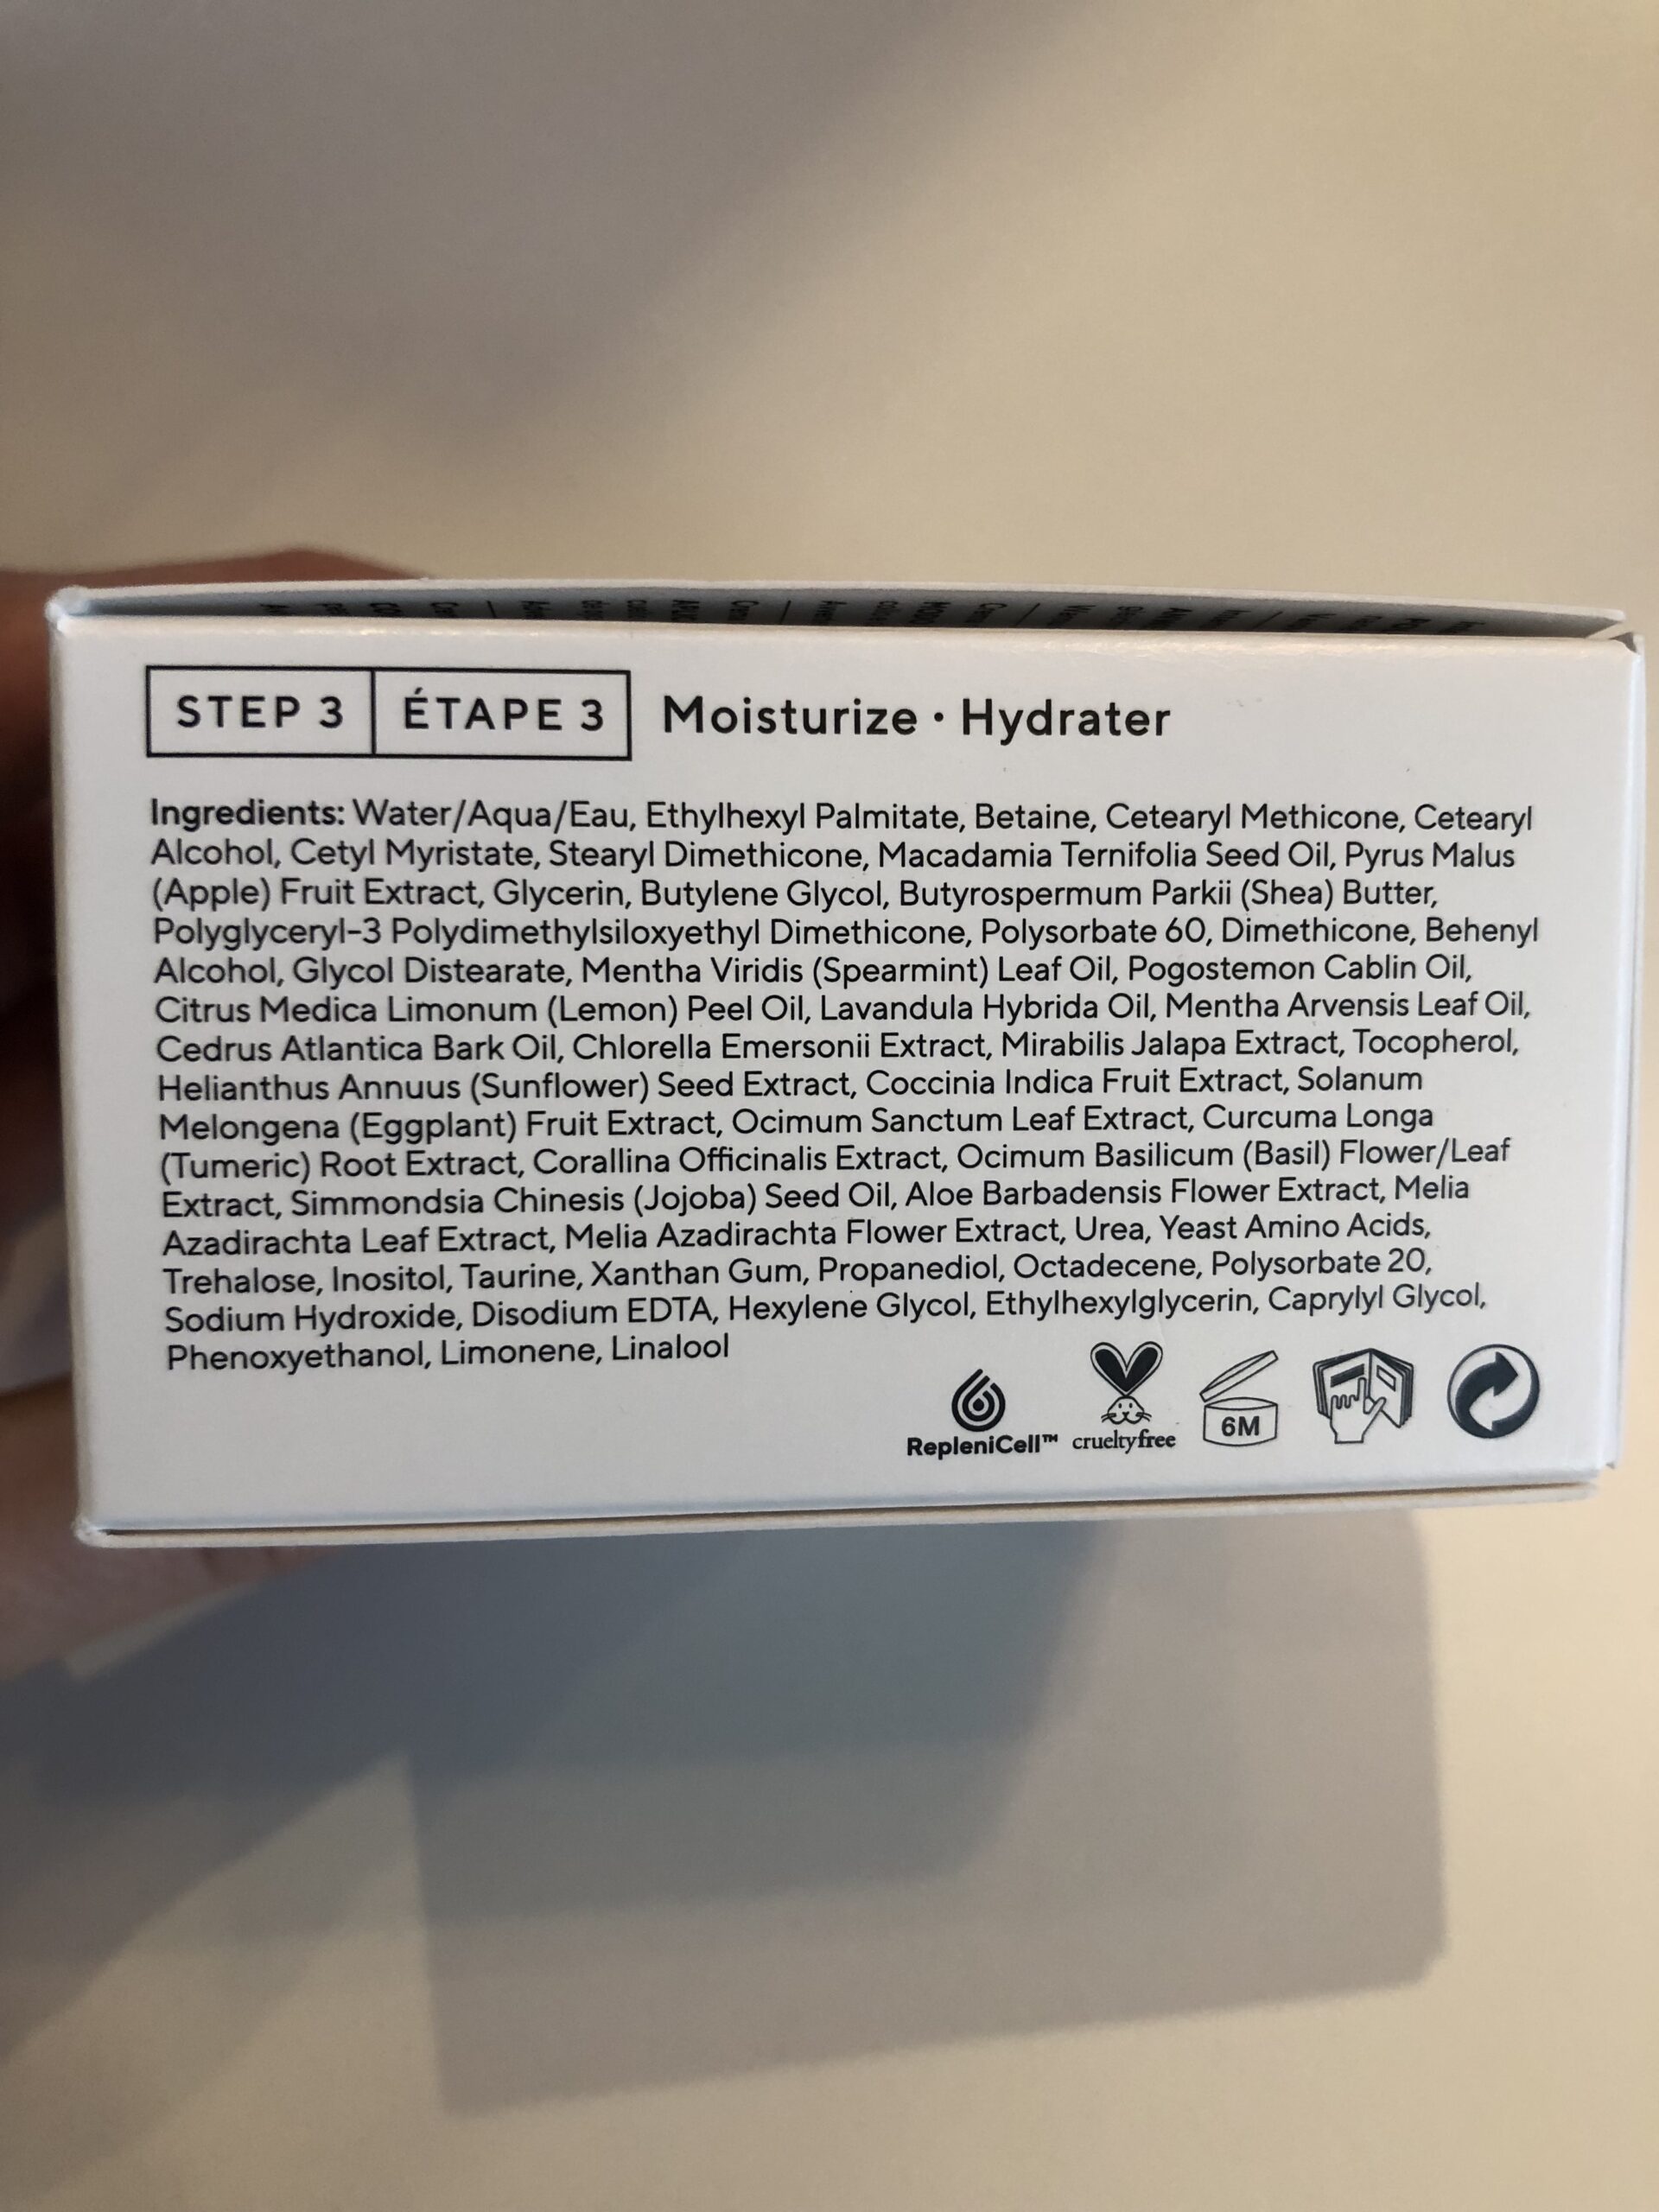 STEP 3 ÉTAPE 3 Moisturize · Hydrater
Ingredients: Water/Aqua/Eau, Ethylhexyl Palmitate, Betaine, Cetearyl Methicone, Cetearyl
Alcohol, Cetyl Myristate, Stearyl Dimethicone, Macadamia Ternifolia Seed Oil, Pyrus Malus
(Apple) Fruit Extract, Glycerin, Butylene Glycol, Butyrospermum Parkii (Shea) Butter,
Polyglyceryl-3 Polydimethylsiloxyethyl Dimethicone, Polysorbate 60, Dimethicone, Behenyl
Alcohol, Glycol Distearate, Mentha Viridis (Spearmint) Leaf Oil, Pogostemon Cablin Oil,
Citrus Medica Limonum (Lemon) Peel Oil, Lavandula Hybrida Oil, Mentha Arvensis Leaf Oil,
Cedrus Atlantica Bark Oil, Chlorella Emersonii Extract, Mirabilis Jalapa Extract, Tocopherol,
Helianthus Annuus (Sunflower) Seed Extract, Coccinia Indica Fruit Extract, Solanum
Melongena (Eggplant) Fruit Extract, Ocimum Sanctum Leaf Extract, Curcuma Longa
(Tumeric) Root Extract, Corallina Officinalis Extract, Ocimum Basilicum (Basil) Flower/Leaf
Extract, Simmondsia Chinesis (Jojoba) Seed Oil, Aloe Barbadensis Flower Extract, Melia
Azadirachta Leaf Extract, Melia Azadirachta Flower Extract, Urea, Yeast Amino Acids,
Trehalose, Inositol, Taurine, Xanthan Gum, Propanediol, Octadecene, Polysorbate 20,
Sodium Hydroxide, Disodium EDTA, Hexylene Glycol, Ethylhexylglycerin, Caprylyl Glycol,
Phenoxyethanol, Limonene, Linalool
RepleniCell™ crueltyfree 6M